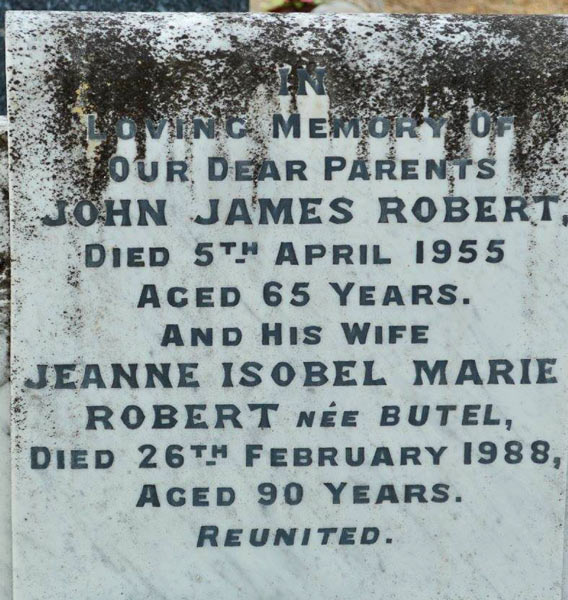 IN
LOVING MEMORY OF
OUR DEAR PARENTS
JOHN JAMES ROBERT,
DIED 5TH APRIL 1955
AGED 65 YEARS.
AND HIS WIFE
JEANNE ISOBEL MARIE
ROBERT NÉE BUTEL,
DIED 26TH FEBRUARY 1988,
AGED 90 YEARS.
REUNITED.